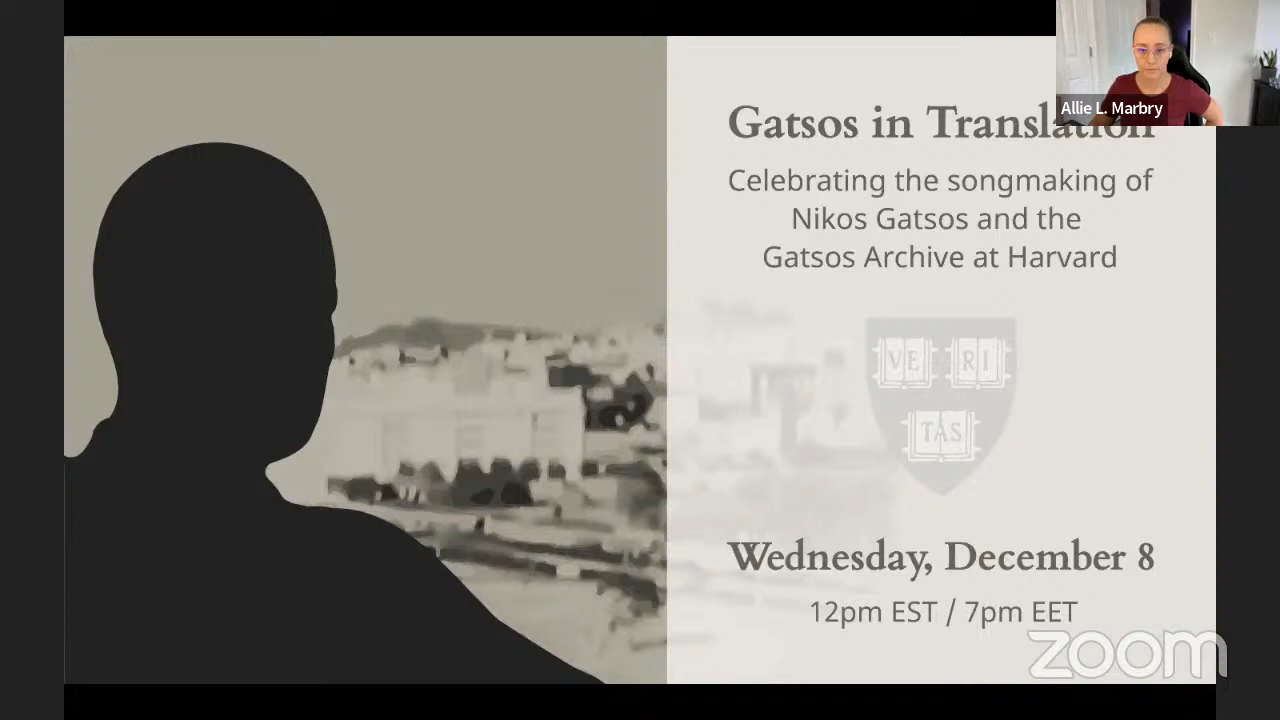 Allie L. Marbry
Gatsos in Translation
Celebrating the songmaking of
Nikos Gatsos and the
Gatsos Archive at Harvard
VE RI
TAS
Wednesday, December 8
12pm EST / 7pm EET
zoom